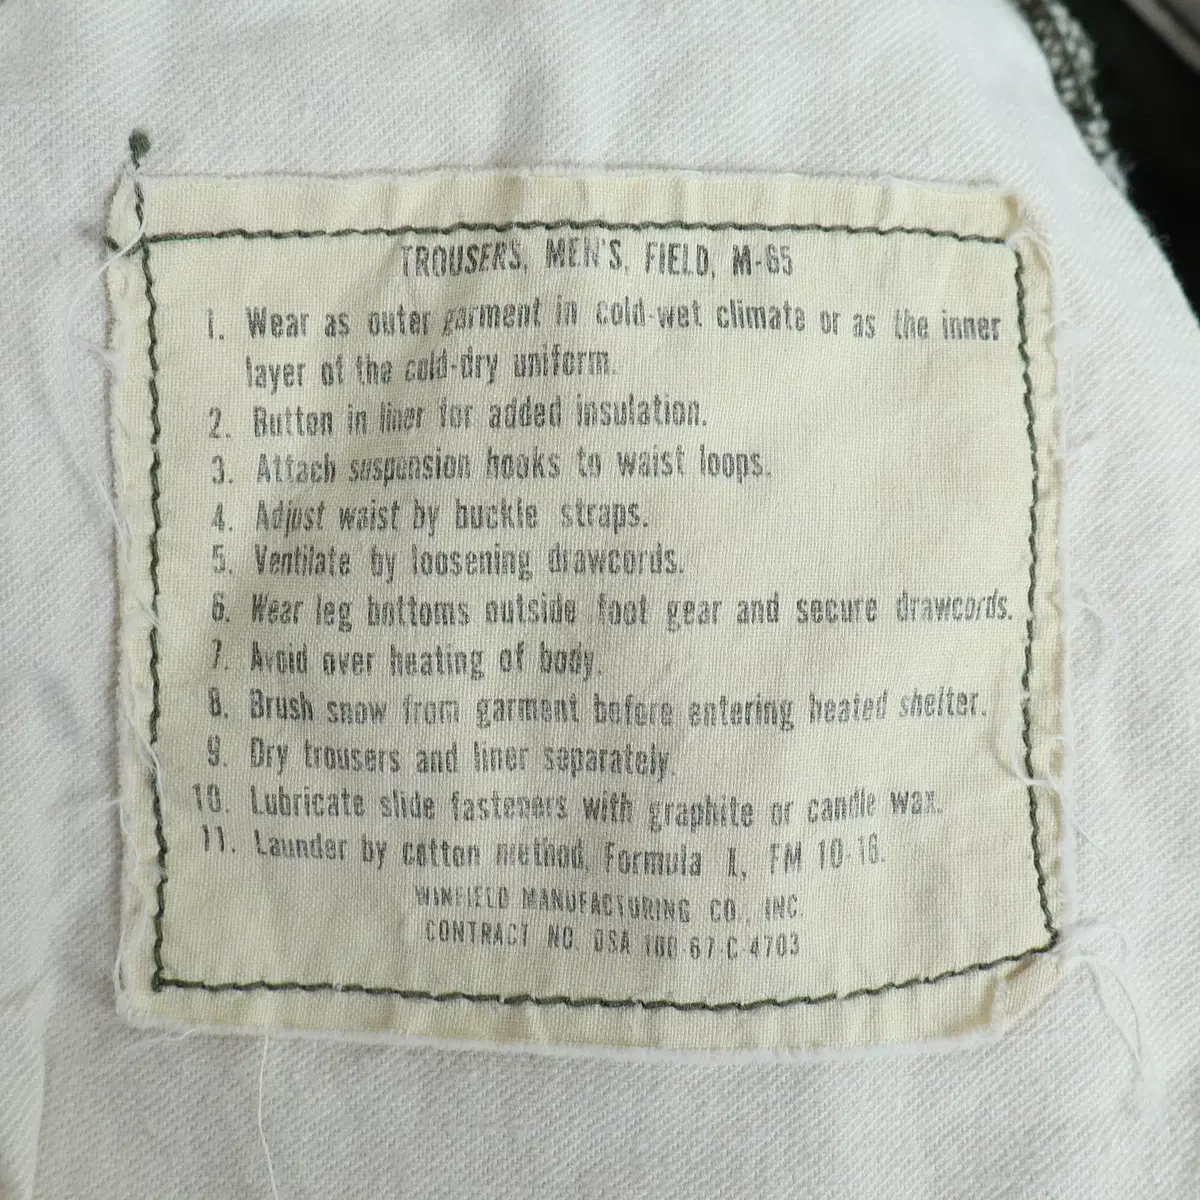 TROUSERS, MEN'S, FIELD, M-65
1. Wear as outer garment in cold-wet climate or as the inner
layer of the cold-dry uniform.
2. Button in liner for added insulation.
3. Attach suspension hooks to waist loops.
4. Adjust waist by buckle straps.
5. Ventilate by loosening drawcords.
6. Wear leg bottoms outside foot gear and secure drawcords.
7. Avoid over heating of body.
8. Brush snow from garment before entering heated shelter.
9. Dry trousers and liner separately.
10. Lubricate slide fasteners with graphite or candle wax.
11. Launder by cotton method, Formula I, FM 10-16.
WINFIELD MANUFACTURING CO., INC.
CONTRACT NO. DSA 100-67-C-4703